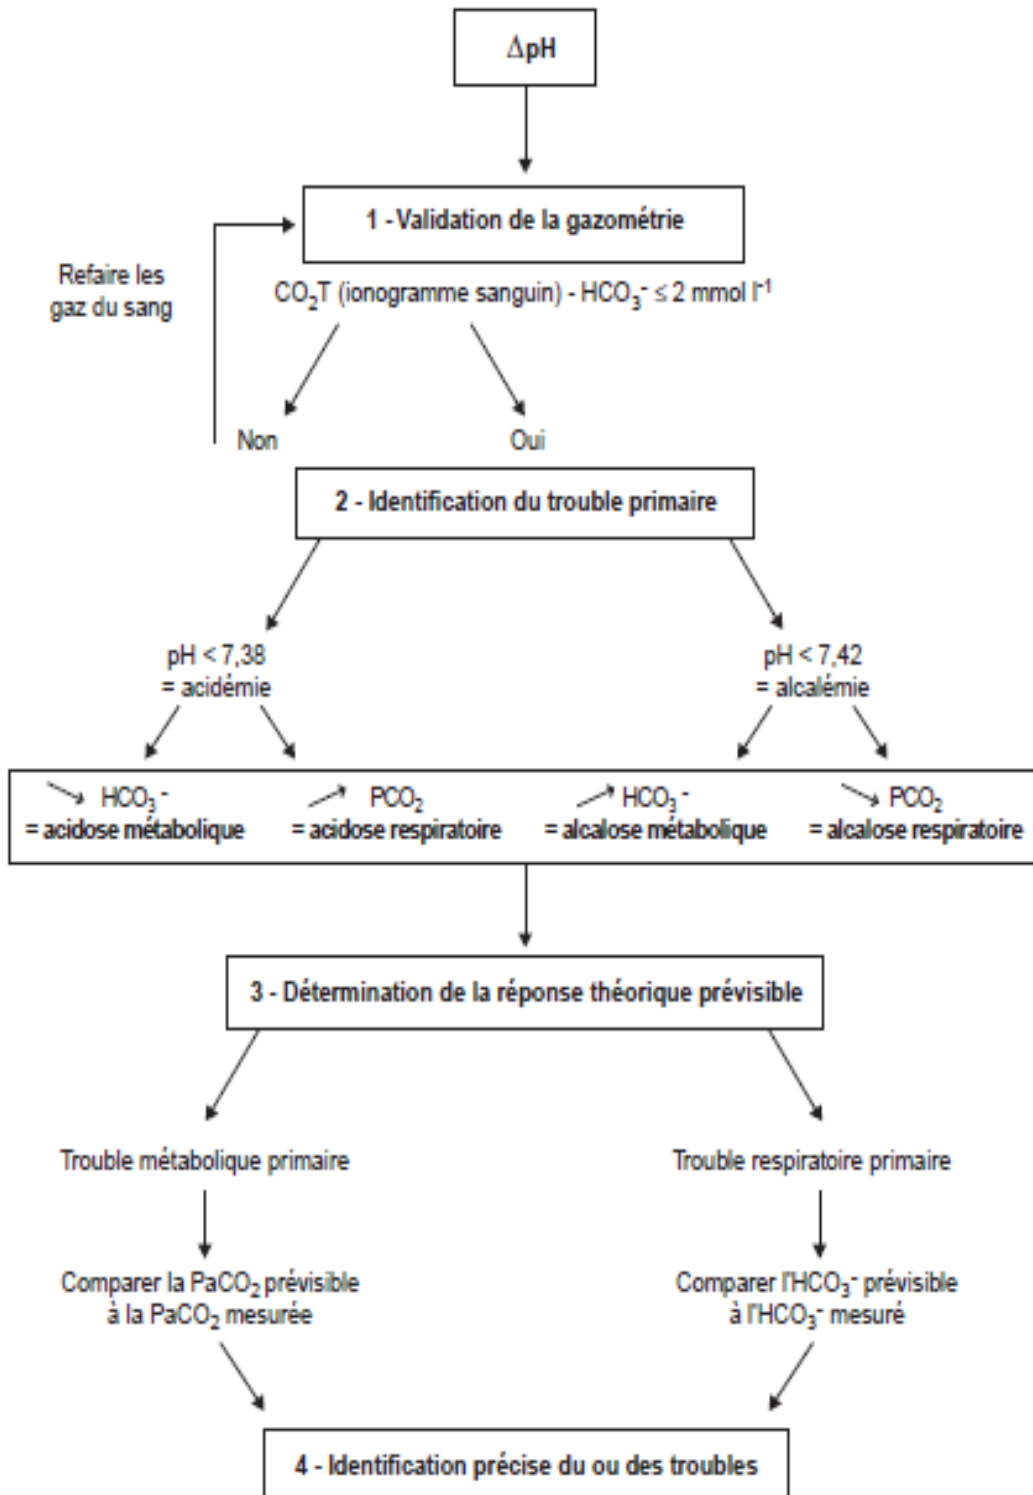 ΔpH
1 - Validation de la gazométrie
Refaire les
gaz du sang
CO₂T (ionogramme sanguin) - HCO₃⁻ ≤ 2 mmol l⁻¹
Non
Oui
2 - Identification du trouble primaire
pH < 7,38
= acidémie
pH < 7,42
= alcalémie
HCO₃⁻
= acidose métabolique
PCO₂
= acidose respiratoire
HCO₃⁻
= alcalose métabolique
PCO₂
= alcalose respiratoire
3 - Détermination de la réponse théorique prévisible
Trouble métabolique primaire
Trouble respiratoire primaire
Comparer la PaCO₂ prévisible
à la PaCO₂ mesurée
Comparer l'HCO₃⁻ prévisible
à l'HCO₃⁻ mesuré
4 - Identification précise du ou des troubles